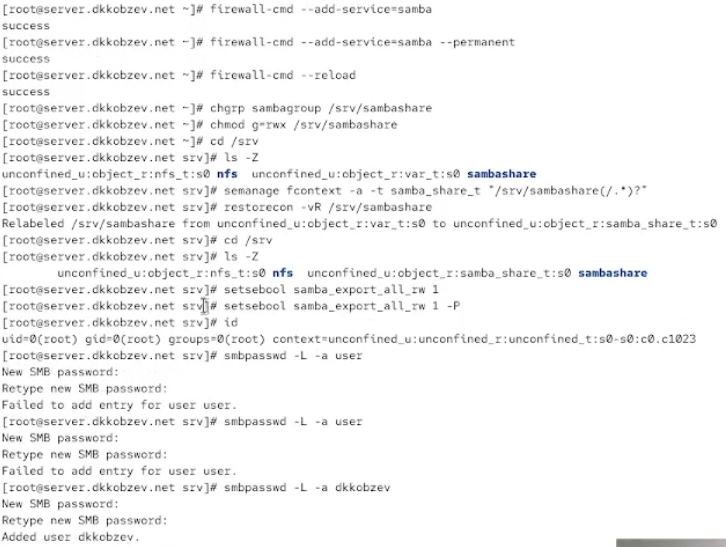 [root@server.dkkobzev.net ~]# firewall-cmd --add-service=samba
success
[root@server.dkkobzev.net ~]# firewall-cmd --add-service=samba --permanent
success
[root@server.dkkobzev.net ~]# firewall-cmd --reload
success
[root@server.dkkobzev.net ~]# chgrp sambagroup /srv/sambashare
[root@server.dkkobzev.net ~]# chmod g=rwx /srv/sambashare
[root@server.dkkobzev.net ~]# cd /srv
[root@server.dkkobzev.net srv]# ls -Z
unconfined_u:object_r:nfs_t:s0 nfs  unconfined_u:object_r:var_t:s0 sambashare
[root@server.dkkobzev.net srv]# semanage fcontext -a -t samba_share_t "/srv/sambashare(/.*)?"
[root@server.dkkobzev.net srv]# restorecon -vR /srv/sambashare
Relabeled /srv/sambashare from unconfined_u:object_r:var_t:s0 to unconfined_u:object_r:samba_share_t:s0
[root@server.dkkobzev.net srv]# cd /srv
[root@server.dkkobzev.net srv]# ls -Z
unconfined_u:object_r:nfs_t:s0 nfs  unconfined_u:object_r:samba_share_t:s0 sambashare
[root@server.dkkobzev.net srv]# setsebool samba_export_all_rw 1
[root@server.dkkobzev.net srv]# setsebool samba_export_all_rw 1 -P
[root@server.dkkobzev.net srv]# id
uid=0(root) gid=0(root) groups=0(root) context=unconfined_u:unconfined_r:unconfined_t:s0-s0:c0.c1023
[root@server.dkkobzev.net srv]# smbpasswd -L -a user
New SMB password:
Retype new SMB password:
Failed to add entry for user user.
[root@server.dkkobzev.net srv]# smbpasswd -L -a user
New SMB password:
Retype new SMB password:
Failed to add entry for user user.
[root@server.dkkobzev.net srv]# smbpasswd -L -a dkkobzev
New SMB password:
Retype new SMB password:
Added user dkkobzev.